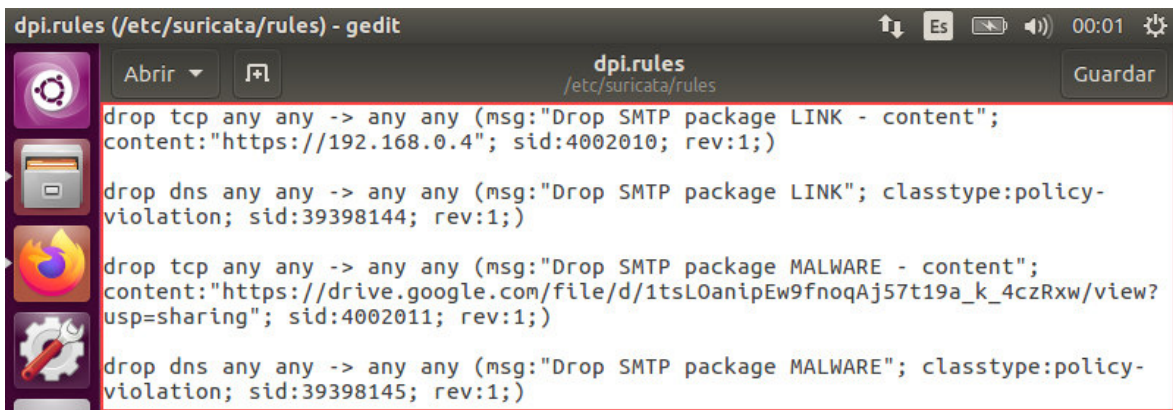 dpi.rules (/etc/suricata/rules) - gedit
Es
00:01
Abrir
dpi.rules
/etc/suricata/rules
Guardar
drop tcp any any -> any any (msg:"Drop SMTP package LINK - content";
content:"https://192.168.0.4"; sid:4002010; rev:1;)
drop dns any any -> any any (msg:"Drop SMTP package LINK"; classtype:policy-
violation; sid:39398144; rev:1;)
drop tcp any any -> any any (msg:"Drop SMTP package MALWARE - content";
content:"https://drive.google.com/file/d/1tsLOanipEw9fnoqAj57t19a_k_4czRxw/view?
usp=sharing"; sid:4002011; rev:1;)
drop dns any any -> any any (msg:"Drop SMTP package MALWARE"; classtype:policy-
violation; sid:39398145; rev:1;)